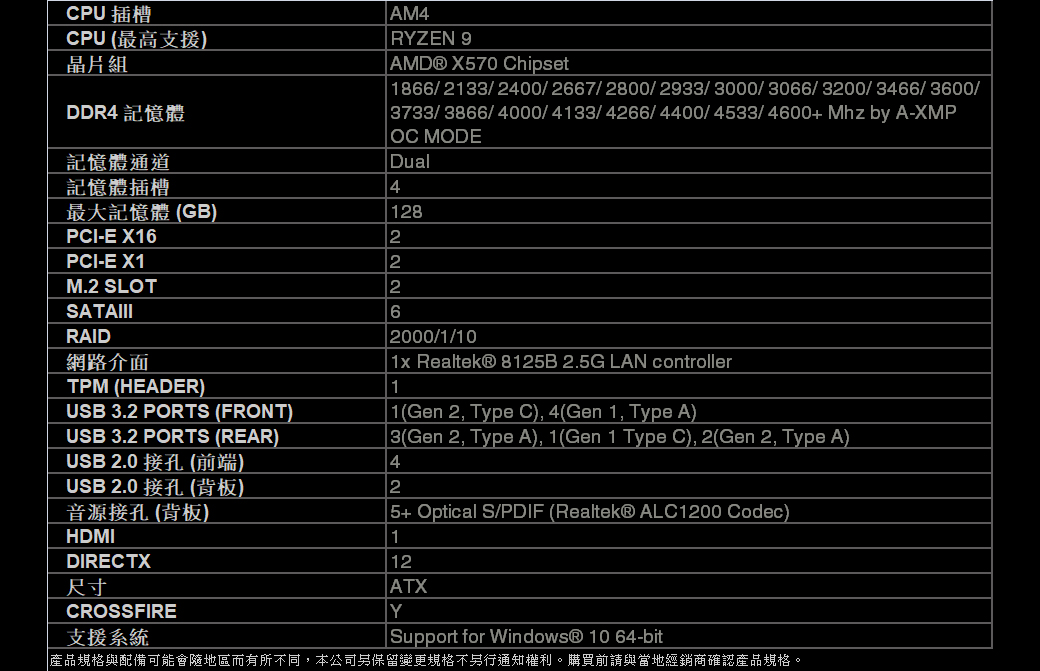 CPU 插槽 AM4
CPU (最高支援) RYZEN 9
晶片組 AMD® X570 Chipset
DDR4 記憶體 1866/ 2133/ 2400/ 2667/ 2800/ 2933/ 3000/ 3066/ 3200/ 3466/ 3600/
3733/ 3866/ 4000/ 4133/ 4266/ 4400/ 4533/ 4600+ Mhz by A-XMP
OC MODE
記憶體通道 Dual
記憶體插槽 4
最大記憶體 (GB) 128
PCI-E X16 2
PCI-E X1 2
M.2 SLOT 2
SATAIII 6
RAID 2000/1/10
網路介面 1x Realtek® 8125B 2.5G LAN controller
TPM (HEADER) 1
USB 3.2 PORTS (FRONT) 1(Gen 2, Type C), 4(Gen 1, Type A)
USB 3.2 PORTS (REAR) 3(Gen 2, Type A), 1(Gen 1 Type C), 2(Gen 2, Type A)
USB 2.0 接孔 (前端) 4
USB 2.0 接孔 (背板) 2
音源接孔 (背板) 5+ Optical S/PDIF (Realtek® ALC1200 Codec)
HDMI 1
DIRECTX 12
尺寸 ATX
CROSSFIRE Y
支援系統 Support for Windows® 10 64-bit
產品規格與配備可能會隨地區而有所不同，本公司另保留變更規格不另行通知權利。購買前請與當地經銷商確認產品規格。